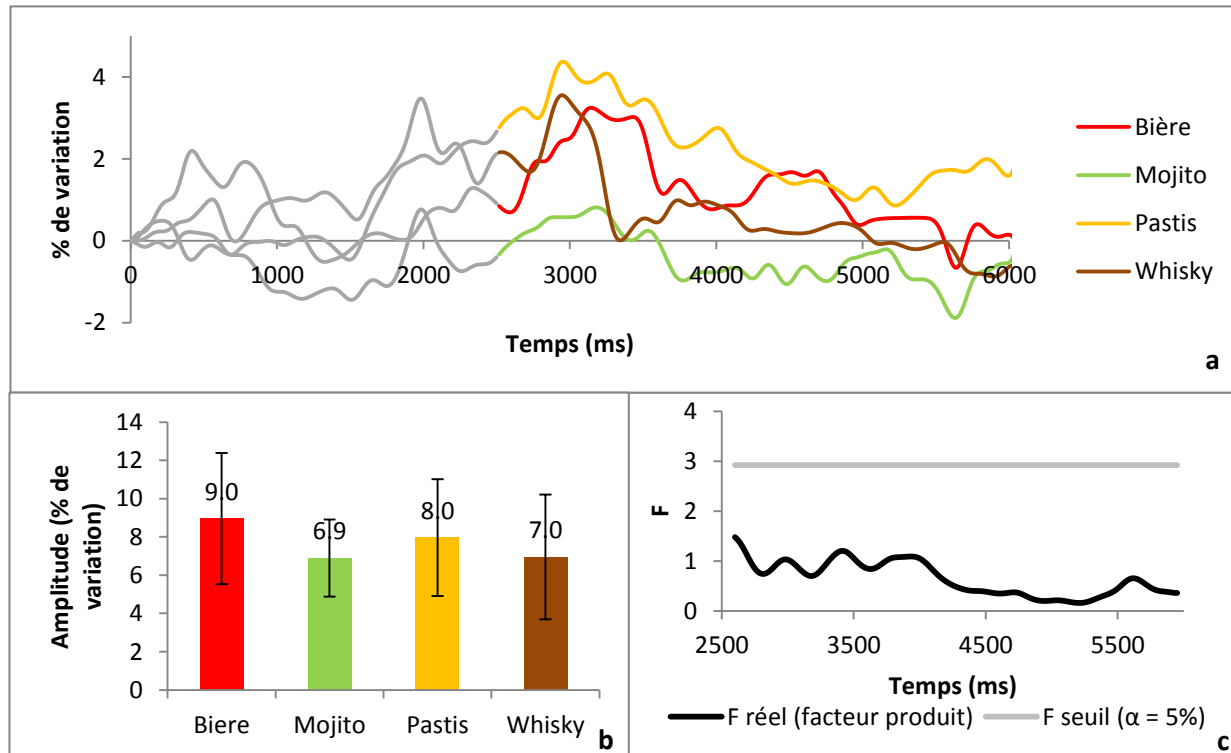 4
2
0
-2
% de variation
0
1000
2000
3000
4000
5000
6000
Temps (ms)
Bière
Mojito
Pastis
Whisky
a
14
12
10
8
6
4
2
0
Amplitude (% de
variation)
9.0
6.9
8.0
7.0
Biere
Mojito
Pastis
Whisky
b
4
3
2
1
0
F
2500
3500
4500
5500
Temps (ms)
F réel (facteur produit)
F seuil (α = 5%)
c